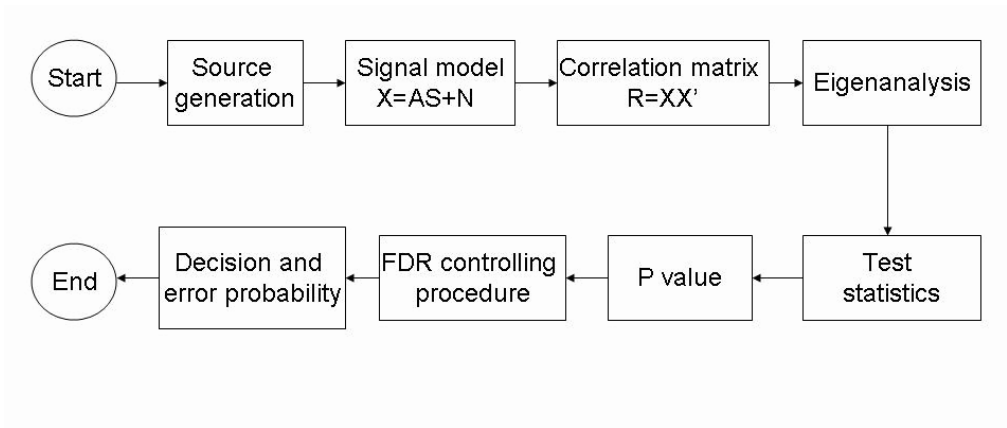 Start
Source
generation
Signal model
X=AS+N
Correlation matrix
R=XX’
Eigenanalysis
Test
statistics
P value
FDR controlling
procedure
Decision and
error probability
End